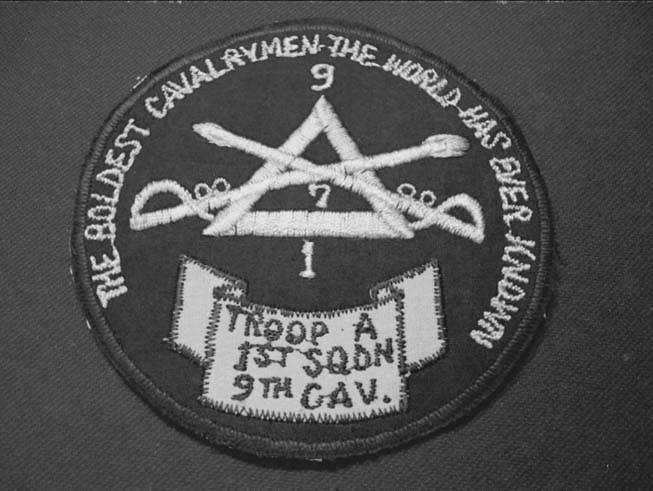 THE BOLDEST CAVALRYMEN THE WORLD HAS EVER KNOWN
9
7
1
TROOP A
1ST SQDN
9TH CAV.